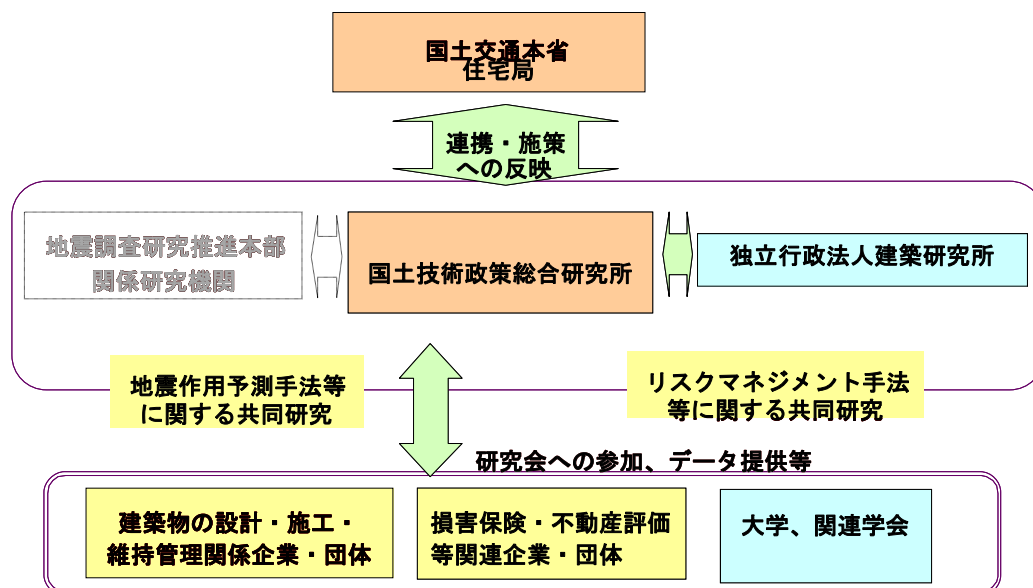 国土交通本省
住宅局
連携・施策
への反映
地震調査研究推進本部
関係研究機関
国土技術政策総合研究所
独立行政法人建築研究所
地震作用予測手法等
に関する共同研究
リスクマネジメント手法
等に関する共同研究
研究会への参加、データ提供等
建築物の設計・施工・
維持管理関係企業・団体
損害保険・不動産評価
等関連企業・団体
大学、関連学会